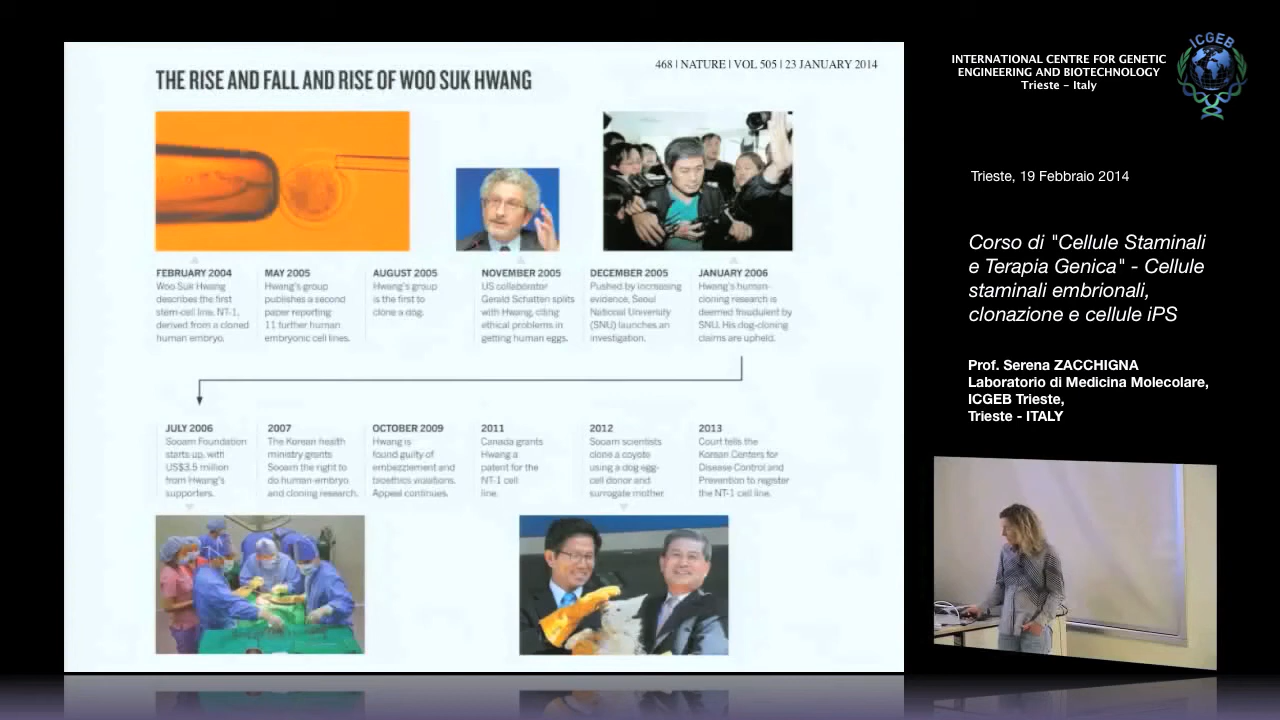 468 | NATURE | VOL 505 | 23 JANUARY 2014
THE RISE AND FALL AND RISE OF WOO SUK HWANG
FEBRUARY 2004
Woo Suk Hwang
describes the first
stem-cell line, NT-1,
derived from a cloned
human embryo.
MAY 2005
Hwang's group
publishes a second
paper reporting
11 further human
embryonic cell lines.
AUGUST 2005
Hwang's group
is the first to
clone a dog.
NOVEMBER 2005
US collaborator
Gerald Schatten splits
with Hwang, citing
ethical problems in
getting human eggs.
DECEMBER 2005
Pushed by increasing
evidence, Seoul
National University
(SNU) launches an
investigation.
JANUARY 2006
Hwang's human-
cloning research is
deemed fraudulent by
SNU. His dog-cloning
claims are upheld.
JULY 2006
Sooam Foundation
starts up, with
US$3.5 million
from Hwang's
supporters.
2007
The Korean health
ministry grants
Sooam the right to
do human-embryo
and cloning research.
OCTOBER 2009
Hwang is
found guilty of
embezzlement and
bioethics violations.
Appeal continues.
2011
Canada grants
Hwang a
patent for the
NT-1 cell
line.
2012
Sooam scientists
clone a coyote
using a dog egg-
cell donor and
surrogate mother.
2013
Court tells the
Korean Centers for
Disease Control and
Prevention to register
the NT-1 cell line.
INTERNATIONAL CENTRE FOR GENETIC
ENGINEERING AND BIOTECHNOLOGY
Trieste - Italy
ICGEB
Trieste, 19 Febbraio 2014
Corso di "Cellule Staminali
e Terapia Genica" - Cellule
staminali embrionali,
clonazione e cellule iPS
Prof. Serena ZACCHIGNA
Laboratorio di Medicina Molecolare,
ICGEB Trieste,
Trieste - ITALY